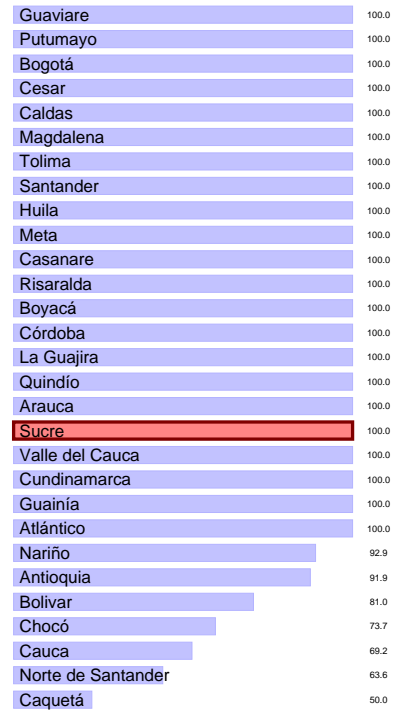 Guaviare 100.0
Putumayo 100.0
Bogotá 100.0
Cesar 100.0
Caldas 100.0
Magdalena 100.0
Tolima 100.0
Santander 100.0
Huila 100.0
Meta 100.0
Casanare 100.0
Risaralda 100.0
Boyacá 100.0
Córdoba 100.0
La Guajira 100.0
Quindío 100.0
Arauca 100.0
Sucre 100.0
Valle del Cauca 100.0
Cundinamarca 100.0
Guainía 100.0
Atlántico 100.0
Nariño 92.9
Antioquia 91.9
Bolivar 81.0
Chocó 73.7
Cauca 69.2
Norte de Santander 63.6
Caquetá 50.0